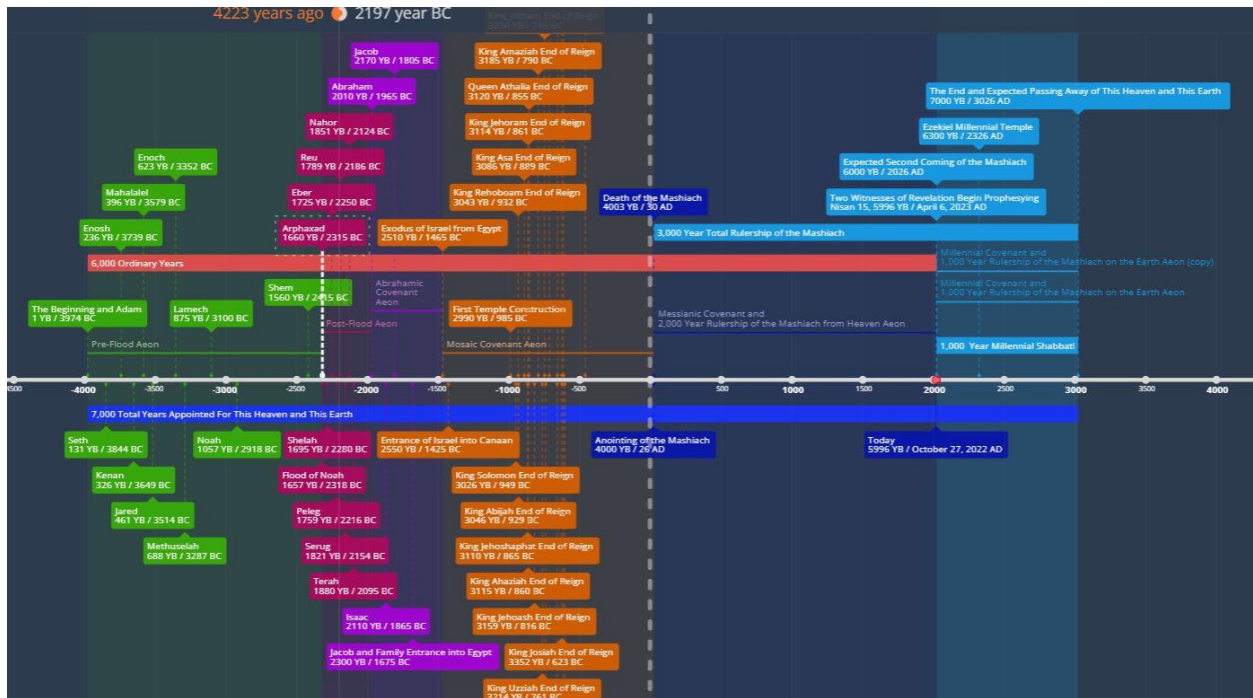 4223 years ago 2197 year BC
King Jotham End of Reign
3230 YB / 745 BC
Jacob
2170 YB / 1805 BC
King Amaziah End of Reign
3185 YB / 790 BC
Abraham
2010 YB / 1965 BC
Queen Athalia End of Reign
3120 YB / 855 BC
The End and Expected Passing Away of This Heaven and This Earth
7000 YB / 3026 AD
Nahor
1851 YB / 2124 BC
King Jehoram End of Reign
3114 YB / 861 BC
Ezekiel Millennial Temple
6300 YB / 2326 AD
Enoch
623 YB / 3352 BC
Reu
1789 YB / 2186 BC
King Asa End of Reign
3086 YB / 889 BC
Expected Second Coming of the Mashiach
6000 YB / 2026 AD
Mahalalel
396 YB / 3579 BC
Eber
1725 YB / 2250 BC
King Rehoboam End of Reign
3043 YB / 932 BC
Death of the Mashiach
4003 YB / 30 AD
Two Witnesses of Revelation Begin Prophesying
Nisan 15, 5996 YB / April 6, 2023 AD
Enosh
236 YB / 3739 BC
Arphaxad
1660 YB / 2315 BC
Exodus of Israel from Egypt
2510 YB / 1465 BC
3,000 Year Total Rulership of the Mashiach
6,000 Ordinary Years
Millennial Covenant and
1,000 Year Rulership of the Mashiach on the Earth Aeon (copy)
Shem
1560 YB / 2415 BC
Abrahamic
Covenant
Aeon
Millennial Covenant and
1,000 Year Rulership of the Mashiach on the Earth Aeon
The Beginning and Adam
1 YB / 3974 BC
Lamech
875 YB / 3100 BC
Post-Flood Aeon
First Temple Construction
2990 YB / 985 BC
Messianic Covenant and
2,000 Year Rulership of the Mashiach from Heaven Aeon
Pre-Flood Aeon
Mosaic Covenant Aeon
1,000 Year Millennial Shabbat!
-4500 -4000 -3500 -3000 -2500 -2000 -1500 -1000 -500 500 1000 1500 2000 2500 3000 3500 4000
7,000 Total Years Appointed For This Heaven and This Earth
Seth
131 YB / 3844 BC
Noah
1057 YB / 2918 BC
Shelah
1695 YB / 2280 BC
Entrance of Israel into Canaan
2550 YB / 1425 BC
Anointing of the Mashiach
4000 YB / 26 AD
Today
5996 YB / October 27, 2022 AD
Kenan
326 YB / 3649 BC
Flood of Noah
1657 YB / 2318 BC
King Solomon End of Reign
3026 YB / 949 BC
Jared
461 YB / 3514 BC
Peleg
1759 YB / 2216 BC
King Abijah End of Reign
3046 YB / 929 BC
Methuselah
688 YB / 3287 BC
Serug
1821 YB / 2154 BC
King Jehoshaphat End of Reign
3110 YB / 865 BC
Terah
1880 YB / 2095 BC
King Ahaziah End of Reign
3115 YB / 860 BC
Isaac
2110 YB / 1865 BC
King Jehoash End of Reign
3159 YB / 816 BC
Jacob and Family Entrance into Egypt
2300 YB / 1675 BC
King Josiah End of Reign
3352 YB / 623 BC
King Uzziah End of Reign
3214 YB / 761 BC